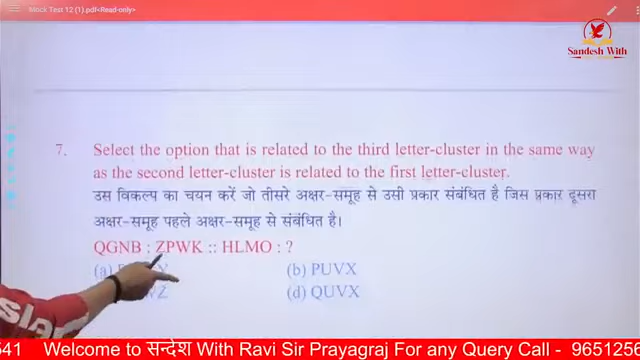 Mock Test 12 (1).pdf<Read-only>
Sandesh With
7. Select the option that is related to the third letter-cluster in the same way
as the second letter-cluster is related to the first letter-cluster.
उस विकल्प का चयन करें जो तीसरे अक्षर-समूह से उसी प्रकार संबंधित है जिस प्रकार दूसरा
अक्षर-समूह पहले अक्षर-समूह से संबंधित है।
QGNB : ZPWK :: HLMO : ?
(a)
(b) PUVX
(d) QUVX
541 Welcome to सन्देश With Ravi Sir Prayagraj For any Query Call - 9651256